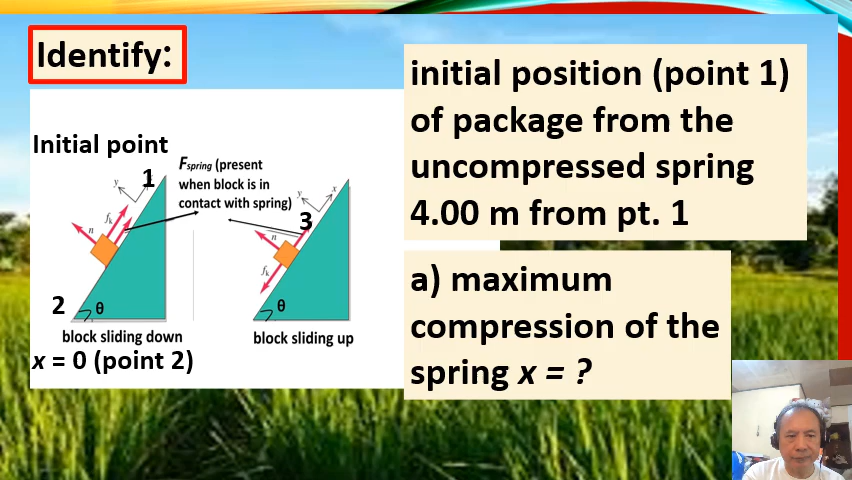 Identify:
initial position (point 1)
of package from the
uncompressed spring
4.00 m from pt. 1
Initial point
1
F spring (present
when block is in
contact with spring)
y
x
fk
n
2
θ
block sliding down
x = 0 (point 2)
y
x
3
n
fk
θ
block sliding up
a) maximum
compression of the
spring x = ?